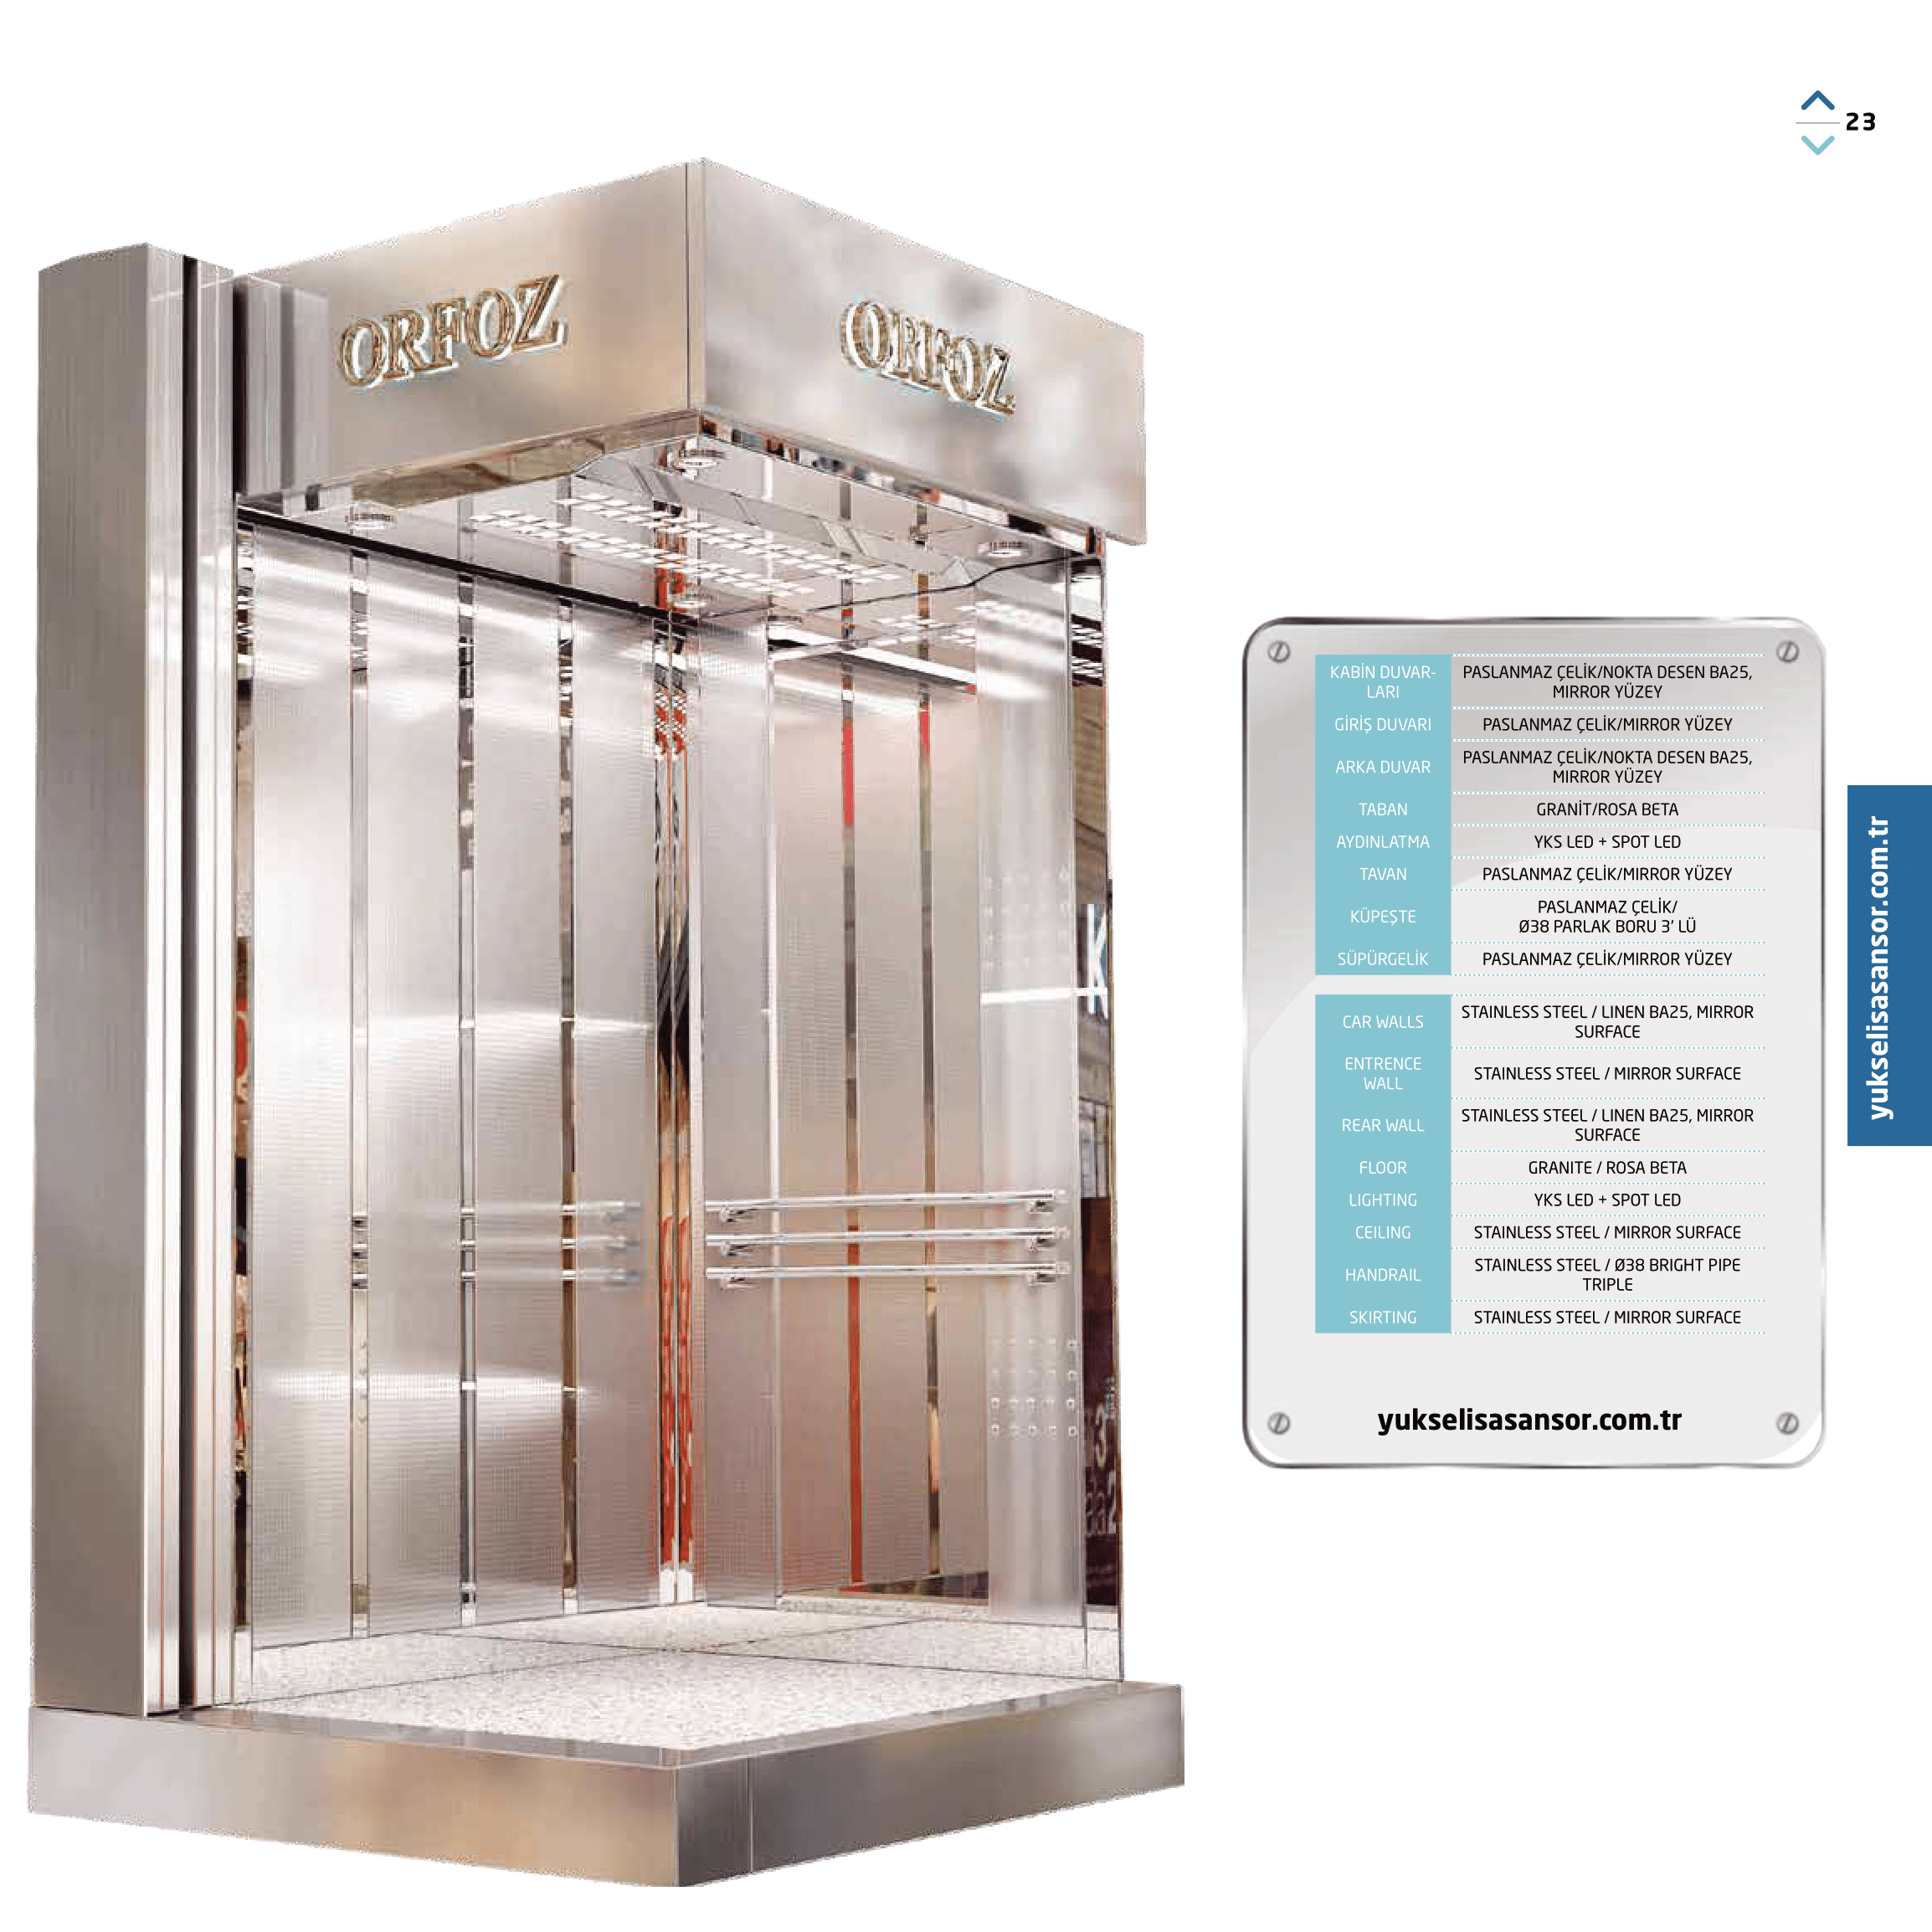 23
ORFOZ
ORFOZ
KABİN DUVAR-
LARI
PASLANMAZ ÇELİK/NOKTA DESEN BA25,
MIRROR YÜZEY
GİRİŞ DUVARI
PASLANMAZ ÇELİK/MIRROR YÜZEY
ARKA DUVAR
PASLANMAZ ÇELİK/NOKTA DESEN BA25,
MIRROR YÜZEY
TABAN
GRANİT/ROSA BETA
AYDINLATMA
YKS LED + SPOT LED
TAVAN
PASLANMAZ ÇELİK/MIRROR YÜZEY
KÜPEŞTE
PASLANMAZ ÇELİK/
Ø38 PARLAK BORU 3’ LÜ
SÜPÜRGELİK
PASLANMAZ ÇELİK/MIRROR YÜZEY
CAR WALLS
STAINLESS STEEL / LINEN BA25, MIRROR
SURFACE
ENTRENCE
WALL
STAINLESS STEEL / MIRROR SURFACE
REAR WALL
STAINLESS STEEL / LINEN BA25, MIRROR
SURFACE
FLOOR
GRANITE / ROSA BETA
LIGHTING
YKS LED + SPOT LED
CEILING
STAINLESS STEEL / MIRROR SURFACE
HANDRAIL
STAINLESS STEEL / Ø38 BRIGHT PIPE
TRIPLE
SKIRTING
STAINLESS STEEL / MIRROR SURFACE
yukselisasansor.com.tr
yukselisasansor.com.tr